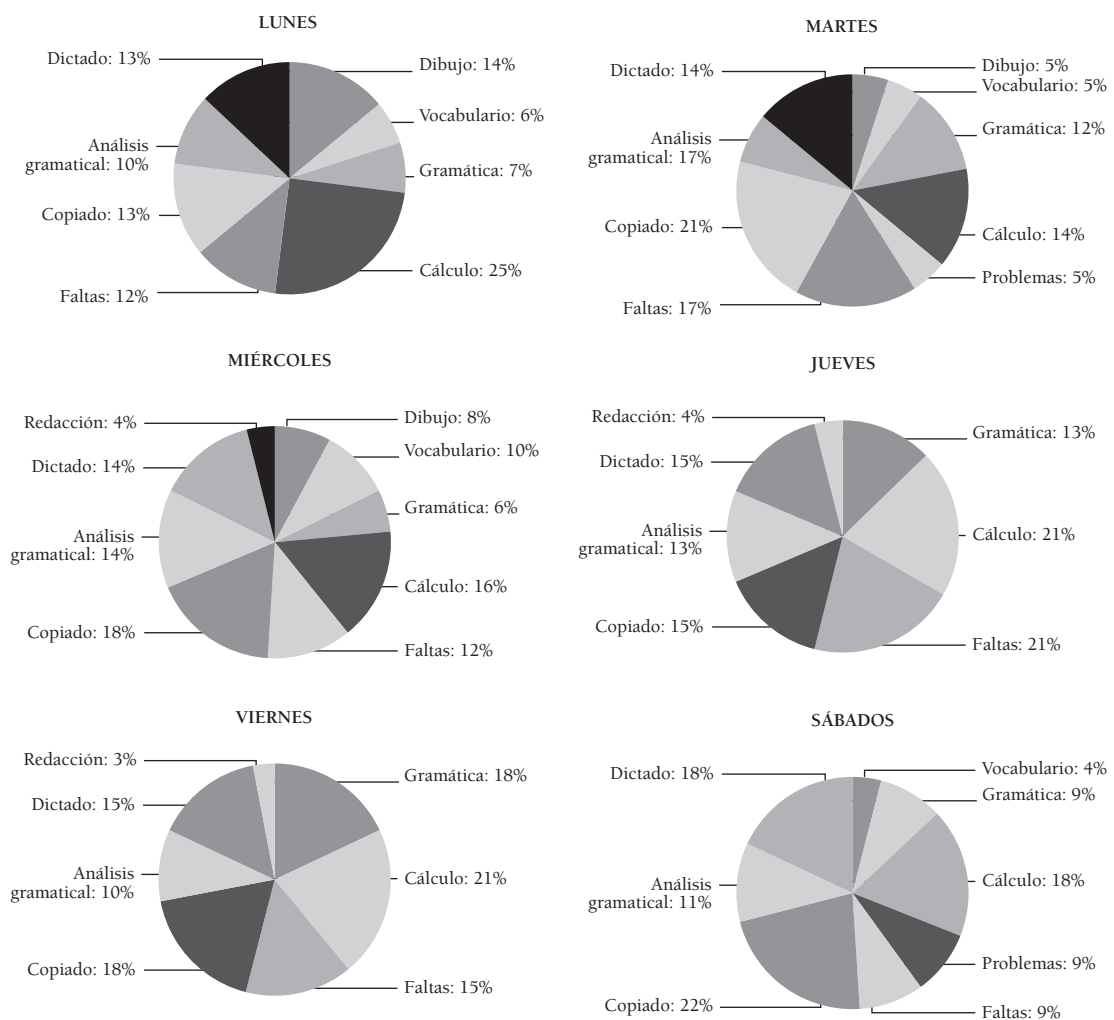 LUNES
Dictado: 13%
Dibujo: 14%
Vocabulario: 6%
Análisis
gramatical: 10%
Gramática: 7%
Copiado: 13%
Cálculo: 25%
Faltas: 12%
MARTES
Dictado: 14%
Dibujo: 5%
Vocabulario: 5%
Gramática: 12%
Análisis
gramatical: 17%
Copiado: 21%
Cálculo: 14%
Problemas: 5%
Faltas: 17%
MIÉRCOLES
Redacción: 4%
Dibujo: 8%
Vocabulario: 10%
Dictado: 14%
Gramática: 6%
Análisis
gramatical: 14%
Cálculo: 16%
Copiado: 18%
Faltas: 12%
JUEVES
Redacción: 4%
Gramática: 13%
Dictado: 15%
Análisis
gramatical: 13%
Cálculo: 21%
Copiado: 15%
Faltas: 21%
VIERNES
Redacción: 3%
Gramática: 18%
Dictado: 15%
Análisis
gramatical: 10%
Cálculo: 21%
Copiado: 18%
Faltas: 15%
SÁBADOS
Dictado: 18%
Vocabulario: 4%
Gramática: 9%
Análisis
gramatical: 11%
Cálculo: 18%
Problemas: 9%
Copiado: 22%
Faltas: 9%